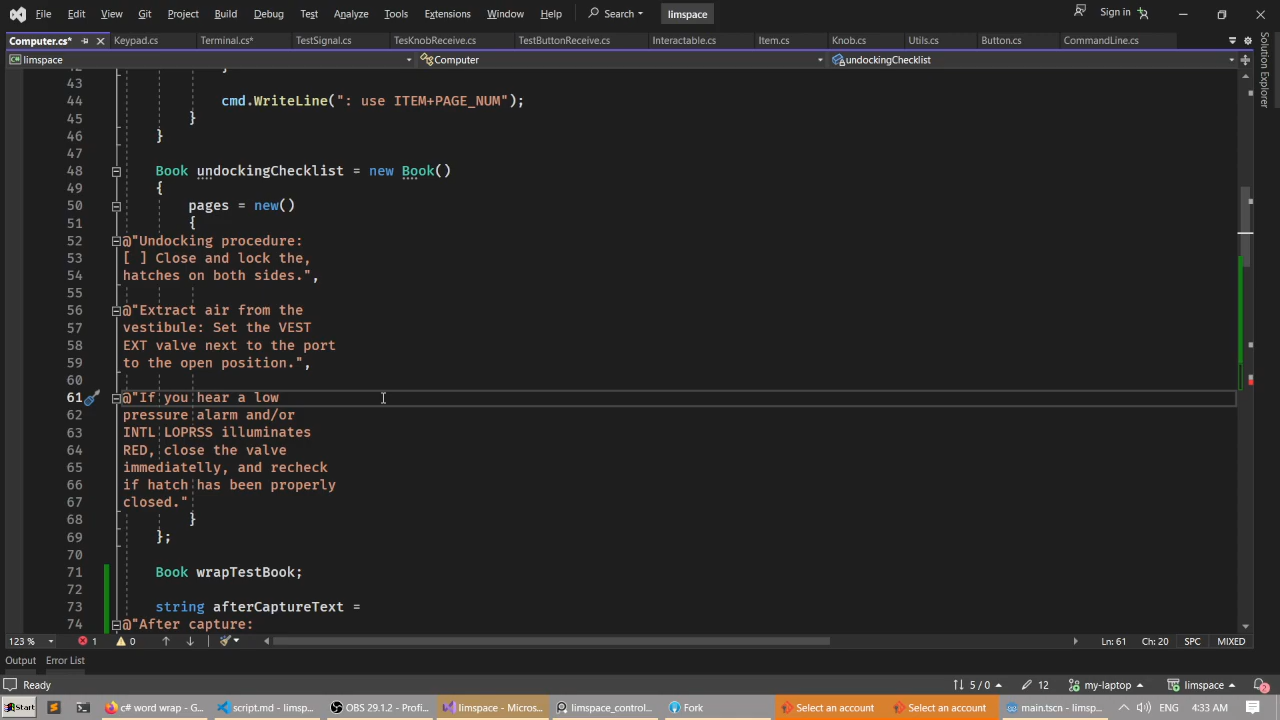 File Edit View Git Project Build Debug Test Analyze Tools Extensions Window Help Search limspace Sign in
Computer.cs* Keypad.cs Terminal.cs* TestSignal.cs TesKnobReceive.cs TestButtonReceive.cs Interactable.cs Item.cs Knob.cs Utils.cs Button.cs CommandLine.cs
limspace Computer undockingChecklist
Solution Explorer
43
44 cmd.WriteLine(": use ITEM+PAGE_NUM");
45 }
46 }
47
48 Book undockingChecklist = new Book()
49 {
50 pages = new()
51 {
52 @"Undocking procedure:
53 [ ] Close and lock the,
54 hatches on both sides.",
55
56 @"Extract air from the
57 vestibule: Set the VEST
58 EXT valve next to the port
59 to the open position.",
60
61 @"If you hear a low
62 pressure alarm and/or
63 INTL LOPRSS illuminates
64 RED, close the valve
65 immediatelly, and recheck
66 if hatch has been properly
67 closed."
68 }
69 };
70
71 Book wrapTestBook;
72
73 string afterCaptureText =
74 @"After capture:
123 % 1 0 Ln: 61 Ch: 20 SPC MIXED
Output Error List
Ready 5 / 0 12 my-laptop limspace 2
Start c# word wrap - G... script.md - limsp... OBS 29.1.2 - Profi... limspace - Micros... limspace_control... Fork Select an account Select an account main.tscn - limsp... ENG 4:33 AM